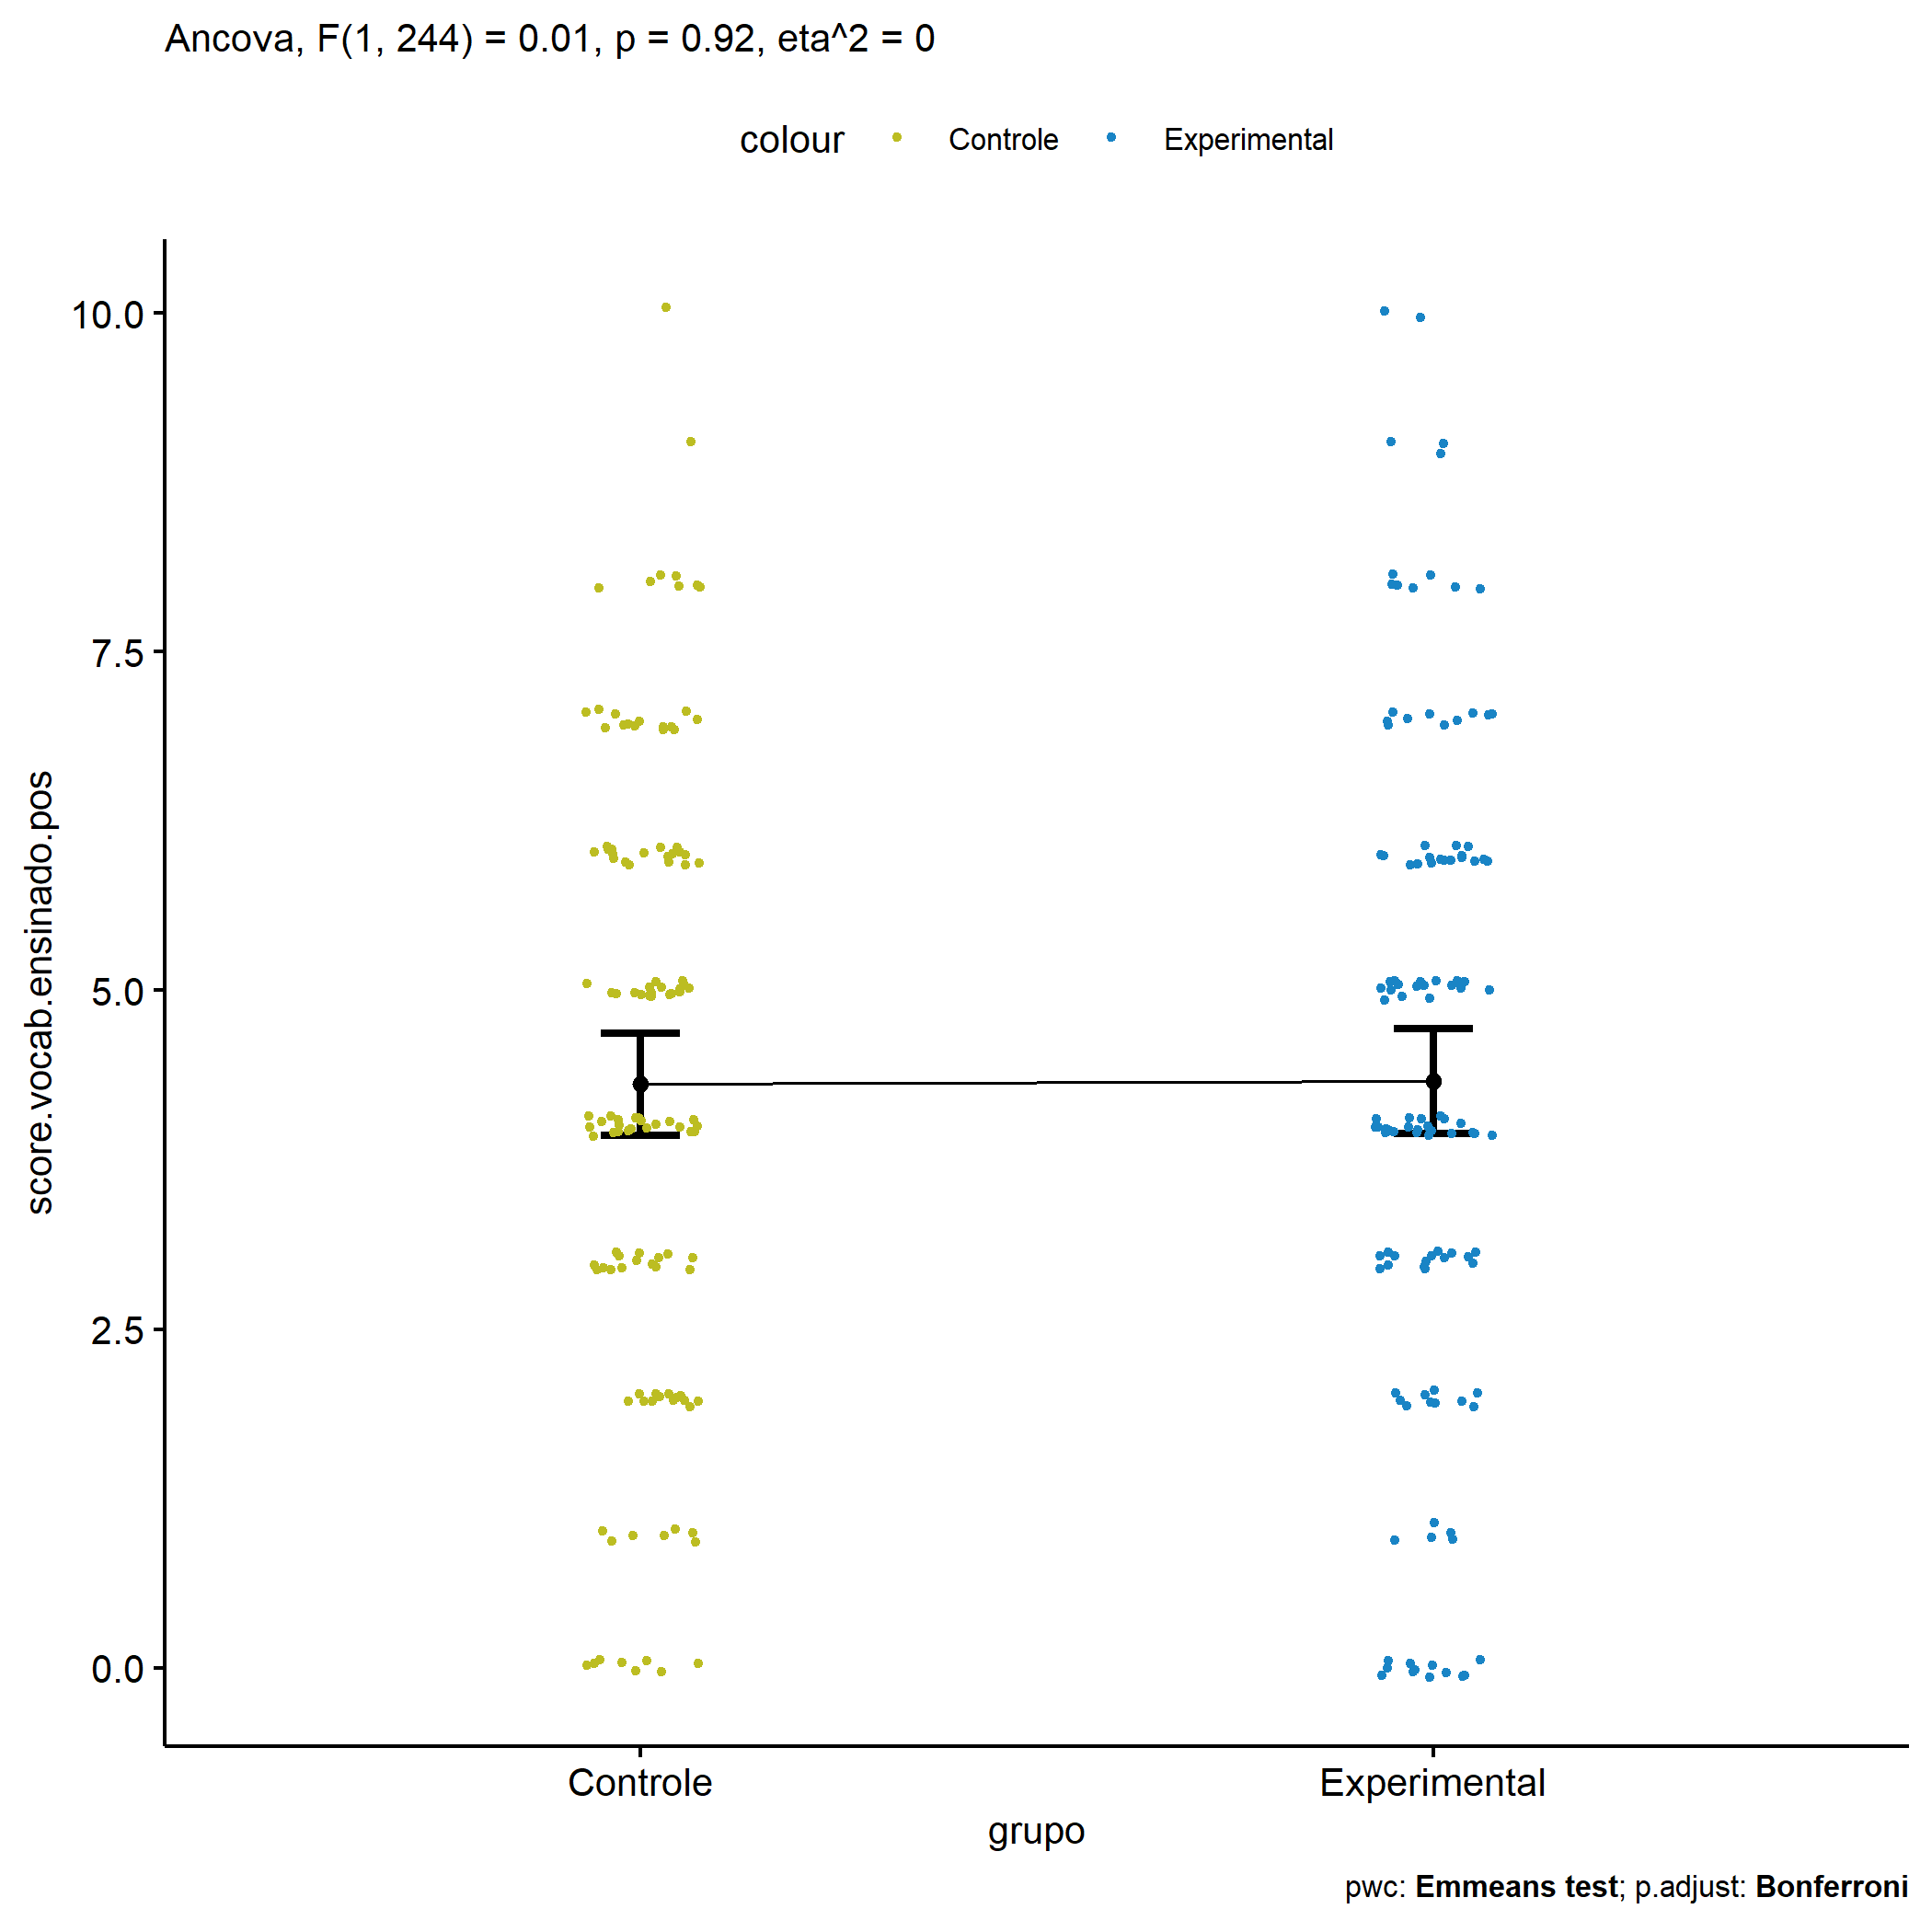 Ancova, F(1, 244) = 0.01, p = 0.92, eta^2 = 0
colour Controle Experimental
10.0
7.5
5.0
2.5
0.0
score.vocab.ensinado.pos
Controle Experimental
grupo
pwc: Emmeans test; p.adjust: Bonferroni